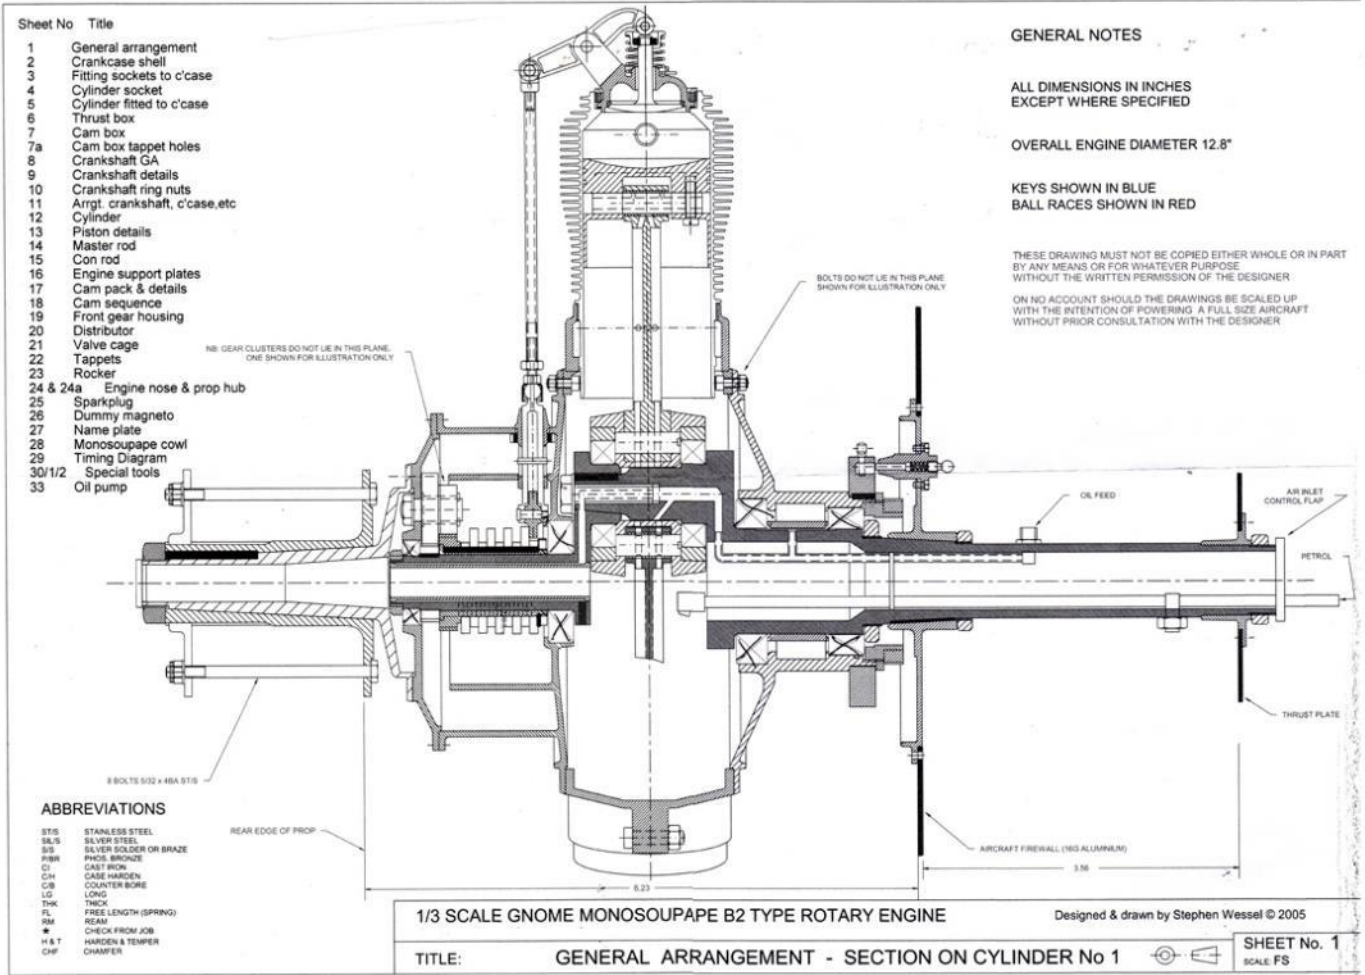 Sheet No Title
1 General arrangement
2 Crankcase shell
3 Fitting sockets to c'case
4 Cylinder socket
5 Cylinder fitted to c'case
6 Thrust box
7 Cam box
7a Cam box tappet holes
8 Crankshaft GA
9 Crankshaft details
10 Crankshaft ring nuts
11 Arrgt. crankshaft, c'case,etc
12 Cylinder
13 Piston details
14 Master rod
15 Con rod
16 Engine support plates
17 Cam pack & details
18 Cam sequence
19 Front gear housing
20 Distributor
21 Valve cage
22 Tappets
23 Rocker
24 & 24a Engine nose & prop hub
25 Sparkplug
26 Dummy magneto
27 Name plate
28 Monosoupape cowl
29 Timing Diagram
30/1/2 Special tools
33 Oil pump
GENERAL NOTES
ALL DIMENSIONS IN INCHES
EXCEPT WHERE SPECIFIED
OVERALL ENGINE DIAMETER 12.8"
KEYS SHOWN IN BLUE
BALL RACES SHOWN IN RED
THESE DRAWING MUST NOT BE COPIED EITHER WHOLE OR IN PART
BY ANY MEANS OR FOR WHATEVER PURPOSE
WITHOUT THE WRITTEN PERMISSION OF THE DESIGNER
ON NO ACCOUNT SHOULD THE DRAWINGS BE SCALED UP
WITH THE INTENTION OF POWERING A FULL SIZE AIRCRAFT
WITHOUT PRIOR CONSULTATION WITH THE DESIGNER
BOLTS DO NOT LIE IN THIS PLANE
SHOWN FOR ILLUSTRATION ONLY
NB: GEAR CLUSTERS DO NOT LIE IN THIS PLANE.
ONE SHOWN FOR ILLUSTRATION ONLY
OIL FEED
AIR INLET
CONTROL FLAP
PETROL
THRUST PLATE
8 BOLTS 5/32 x 4BA ST/S
REAR EDGE OF PROP
AIRCRAFT FIREWALL (16G ALUMINIUM)
3.56
6.23
ABBREVIATIONS
ST/S STAINLESS STEEL
SIL/S SILVER STEEL
S/S SILVER SOLDER OR BRAZE
P/BR PHOS. BRONZE
CI CAST IRON
C/H CASE HARDEN
C/B COUNTER BORE
LG LONG
THK THICK
FL FREE LENGTH (SPRING)
RM REAM
★ CHECK FROM JOB
H & T HARDEN & TEMPER
CHF CHAMFER
1/3 SCALE GNOME MONOSOUPAPE B2 TYPE ROTARY ENGINE
Designed & drawn by Stephen Wessel © 2005
TITLE: GENERAL ARRANGEMENT - SECTION ON CYLINDER No 1
SHEET No. 1
SCALE: FS